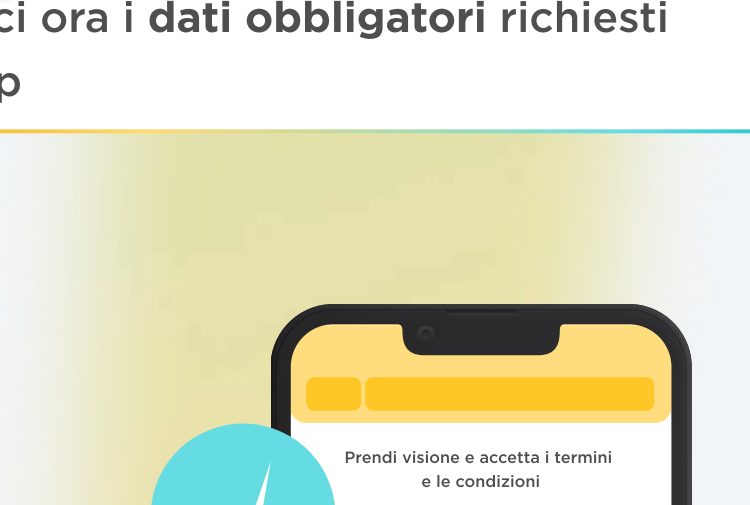 ci ora i dati obbligatori richiesti
p
Prendi visione e accetta i termini
e le condizioni